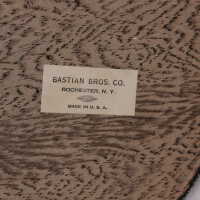 BASTIAN BROS. CO.
ROCHESTER, N. Y.
MADE IN U. S. A.